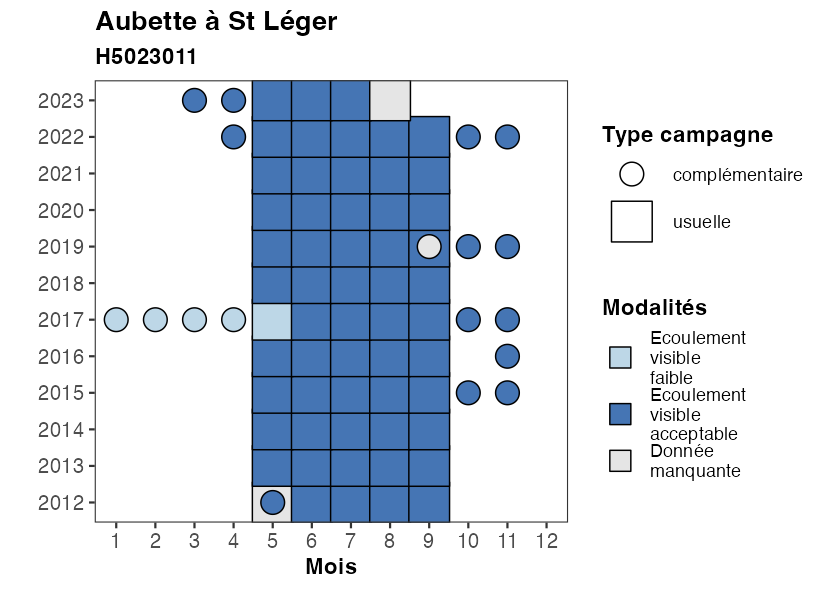 Aubette à St Léger
H5023011
2023
2022
2021
2020
2019
2018
2017
2016
2015
2014
2013
2012
1 2 3 4 5 6 7 8 9 10 11 12
Mois
Type campagne
complémentaire
usuelle
Modalités
Ecoulement
visible
faible
Ecoulement
visible
acceptable
Donnée
manquante